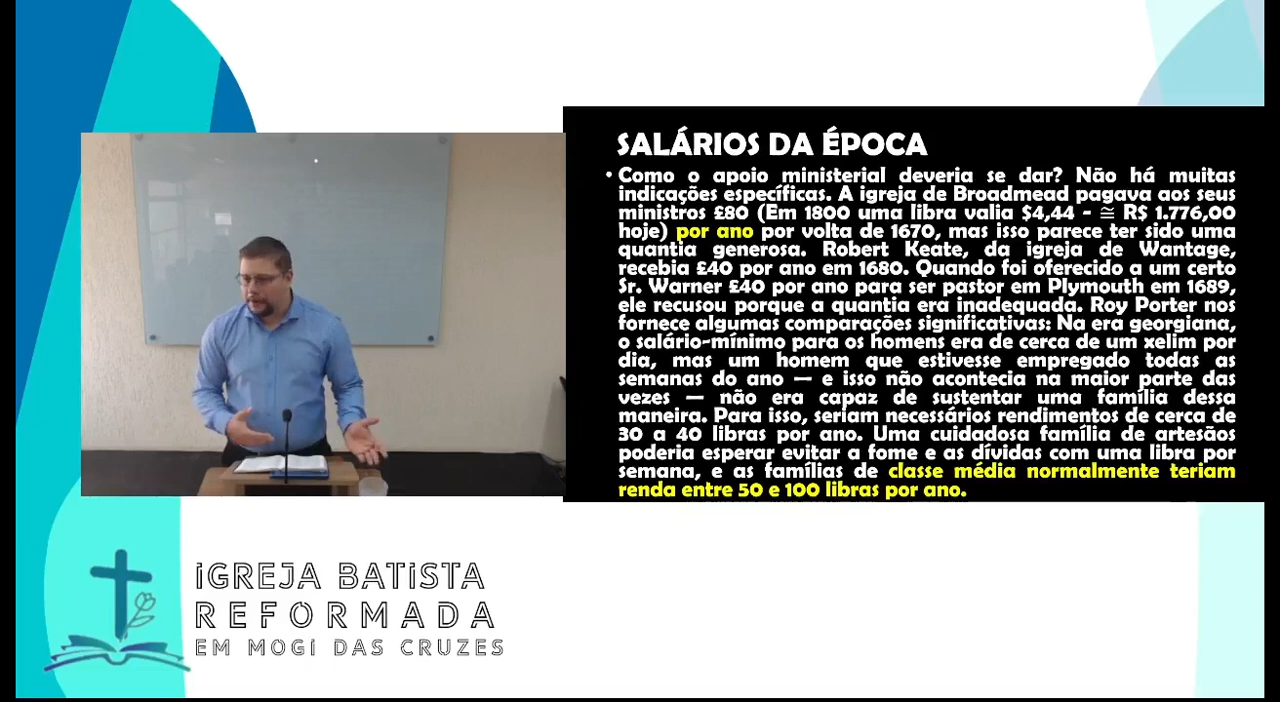 SALÁRIOS DA ÉPOCA
• Como o apoio ministerial deveria se dar? Não há muitas
indicações específicas. A igreja de Broadmead pagava aos seus
ministros £80 (Em 1800 uma libra valia $4,44 - ≅ R$ 1.776,00
hoje) por ano por volta de 1670, mas isso parece ter sido uma
quantia generosa. Robert Keate, da igreja de Wantage,
recebia £40 por ano em 1680. Quando foi oferecido a um certo
Sr. Warner £40 por ano para ser pastor em Plymouth em 1689,
ele recusou porque a quantia era inadequada. Roy Porter nos
fornece algumas comparações significativas: Na era georgiana,
o salário-mínimo para os homens era de cerca de um xelim por
dia, mas um homem que estivesse empregado todas as
semanas do ano — e isso não acontecia na maior parte das
vezes — não era capaz de sustentar uma família dessa
maneira. Para isso, seriam necessários rendimentos de cerca de
30 a 40 libras por ano. Uma cuidadosa família de artesãos
poderia esperar evitar a fome e as dívidas com uma libra por
semana, e as famílias de classe média normalmente teriam
renda entre 50 e 100 libras por ano.
IGREJA BATISTA
REFORMADA
EM MOGI DAS CRUZES